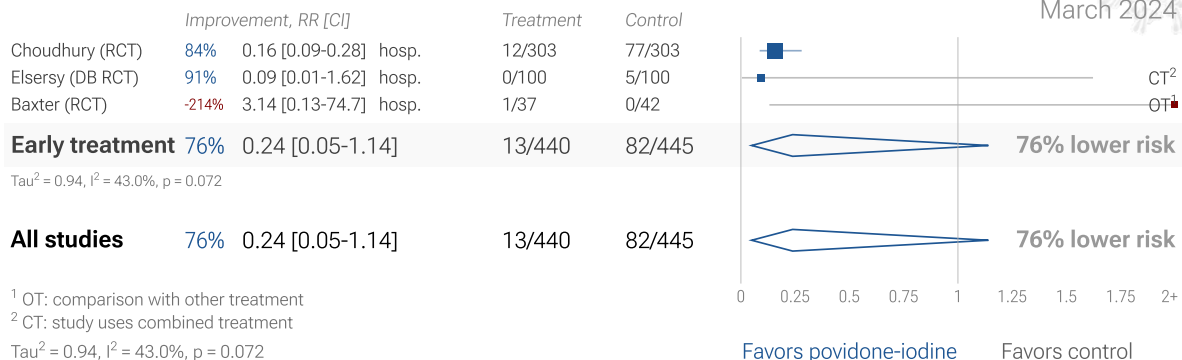 March 2024
Improvement, RR [CI] Treatment Control
Choudhury (RCT) 84% 0.16 [0.09-0.28] hosp. 12/303 77/303
Elsersy (DB RCT) 91% 0.09 [0.01-1.62] hosp. 0/100 5/100 CT²
Baxter (RCT) -214% 3.14 [0.13-74.7] hosp. 1/37 0/42 OT¹
Early treatment 76% 0.24 [0.05-1.14] 13/440 82/445 76% lower risk
Tau² = 0.94, I² = 43.0%, p = 0.072
All studies 76% 0.24 [0.05-1.14] 13/440 82/445 76% lower risk
0 0.25 0.5 0.75 1 1.25 1.5 1.75 2+
¹ OT: comparison with other treatment
² CT: study uses combined treatment
Tau² = 0.94, I² = 43.0%, p = 0.072 Favors povidone-iodine Favors control